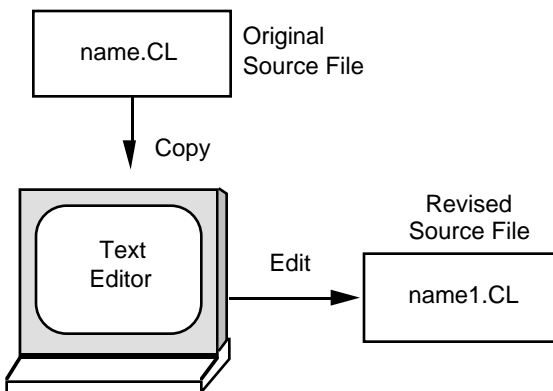 name.CL
Original
Source File
Copy
Text
Editor
Edit
Revised
Source File
name1.CL